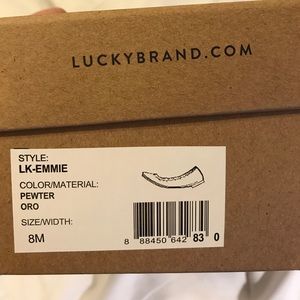 LUCKYBRAND.COM
STYLE:
LK-EMMIE
COLOR/MATERIAL:
PEWTER
ORO
SIZE/WIDTH:
8M
8 88450 642 83 0